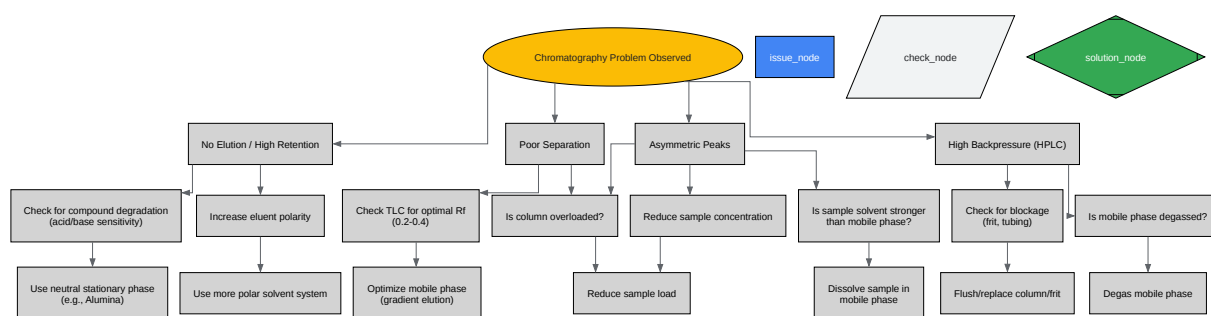 Chromatography Problem Observed
issue_node
check_node
solution_node
No Elution / High Retention
Poor Separation
Asymmetric Peaks
High Backpressure (HPLC)
Check for compound degradation
(acid/base sensitivity)
Increase eluent polarity
Check TLC for optimal Rf
(0.2-0.4)
Is column overloaded?
Reduce sample concentration
Is sample solvent stronger
than mobile phase?
Check for blockage
(frit, tubing)
Is mobile phase degassed?
Use neutral stationary phase
(e.g., Alumina)
Use more polar solvent system
Optimize mobile phase
(gradient elution)
Reduce sample load
Dissolve sample in
mobile phase
Flush/replace column/frit
Degas mobile phase